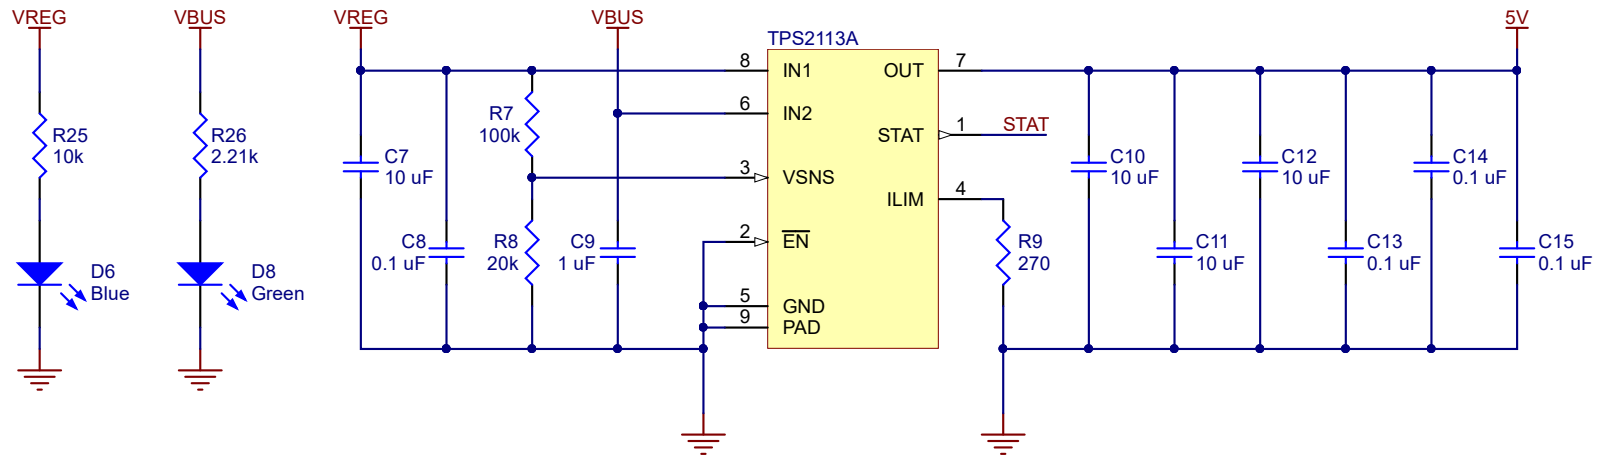 VREG
VBUS
VREG
VBUS
5V
TPS2113A
R25
10k
R26
2.21k
D6
Blue
D8
Green
C7
10 uF
C8
0.1 uF
R7
100k
R8
20k
C9
1 uF
8
IN1
6
IN2
3
VSNS
2
EN
5
GND
9
PAD
OUT
7
STAT
1
STAT
ILIM
4
R9
270
C10
10 uF
C11
10 uF
C12
10 uF
C13
0.1 uF
C14
0.1 uF
C15
0.1 uF